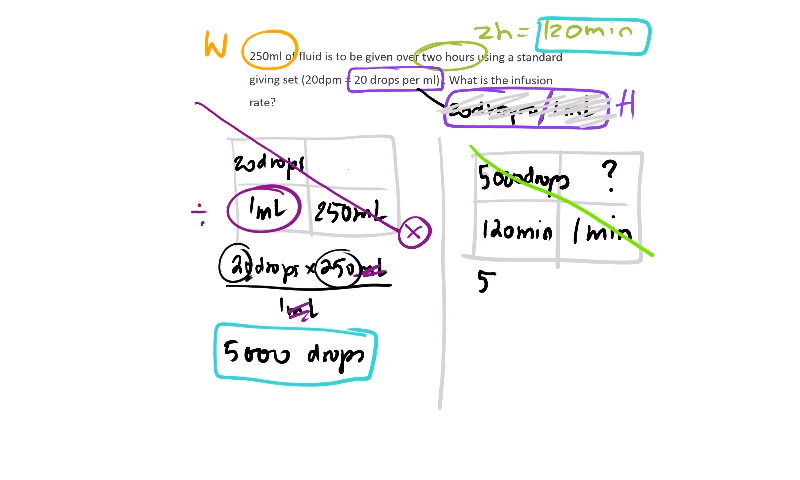 2h = 120min
W
250ml of fluid is to be given over two hours using a standard
giving set (20dpm = 20 drops per ml). What is the infusion
rate?
20drops/1mL H
20drops
÷ 1mL 250mL ×
20drops × 250mL
1mL
5000 drops
5000drops ?
120min 1min
5